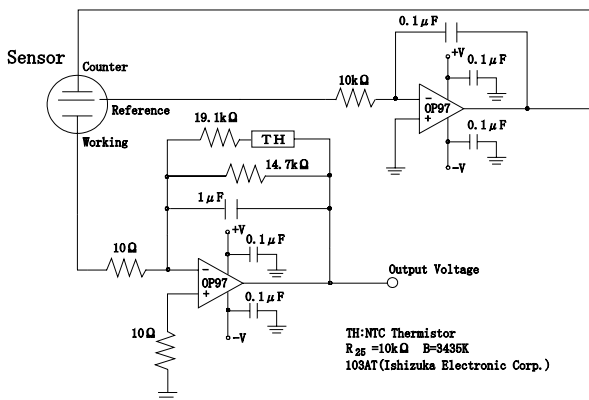 0.1μF
Sensor
Counter
+V
0.1μF
10kΩ
Reference
OP97
19.1kΩ
0.1μF
Working
TH
14.7kΩ
-V
1μF
+V
0.1μF
10Ω
Output Voltage
OP97
0.1μF
10Ω
-V
TH:NTC Thermistor
R25 =10kΩ B=3435K
103AT(Ishizuka Electronic Corp.)